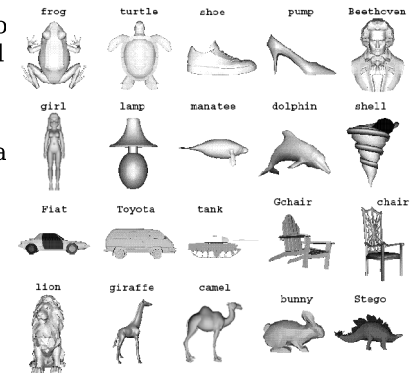 frog turtle shoe pump Beethoven
girl lamp manatee dolphin shell
a
Fiat Toyota tank Gchair chair
lion giraffe camel bunny Stego